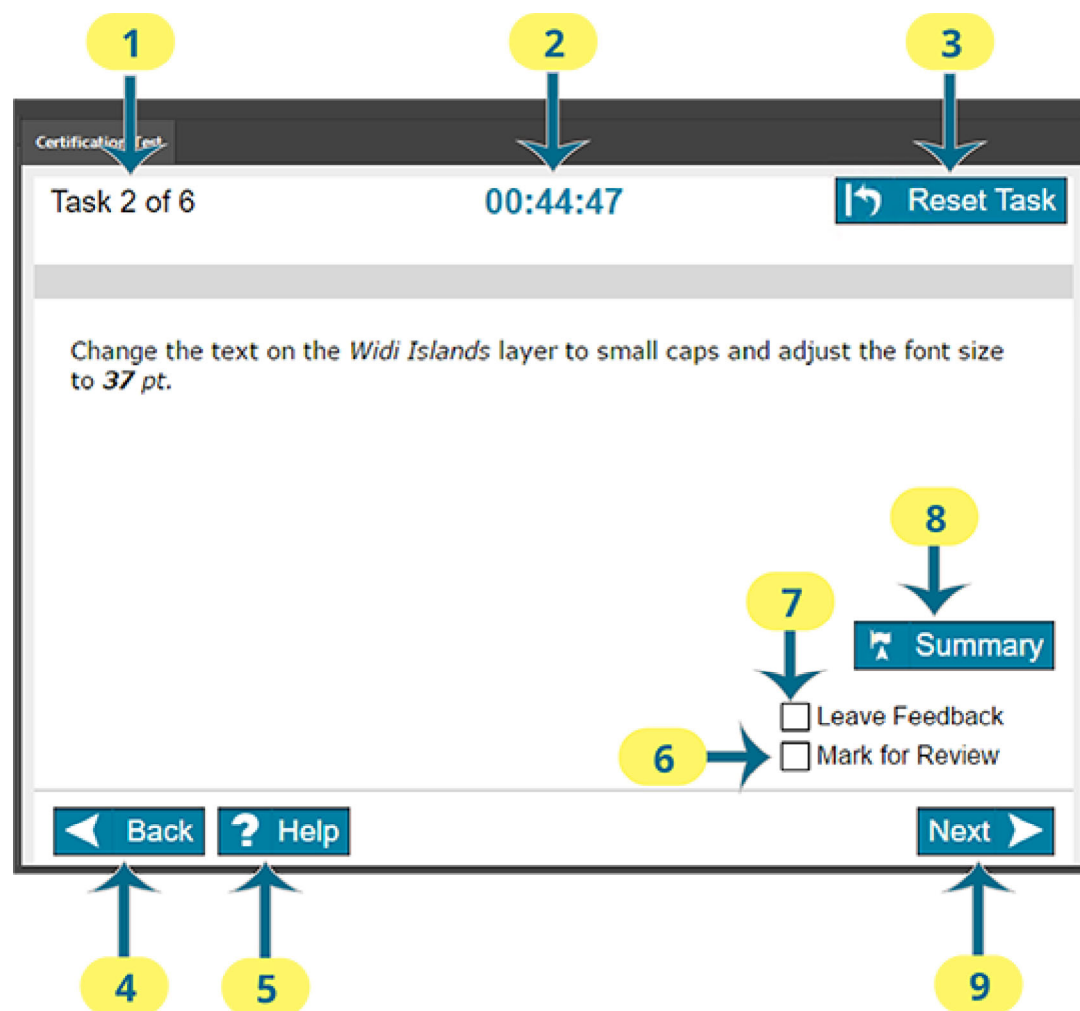 1
2
3
Certification Test
Task 2 of 6
00:44:47
Reset Task
Change the text on the Widi Islands layer to small caps and adjust the font size
to 37 pt.
8
7
Summary
Leave Feedback
6
Mark for Review
Back
Help
Next
4
5
9